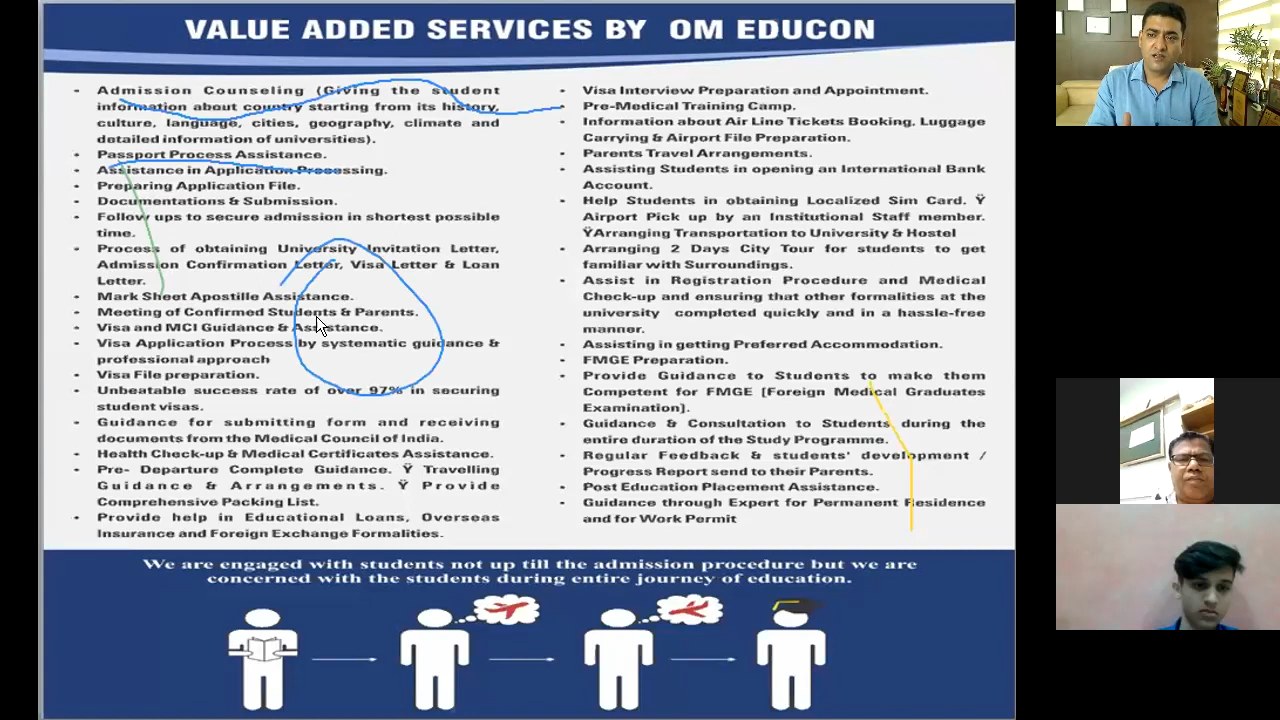 VALUE ADDED SERVICES BY OM EDUCON
• Admission Counseling (Giving the student
information about country starting from its history,
culture, language, cities, geography, climate and
detailed information of universities).
• Passport Process Assistance.
• Assistance in Application Processing.
• Preparing Application File.
• Documentations & Submission.
• Follow ups to secure admission in shortest possible
time.
• Process of obtaining University Invitation Letter,
Admission Confirmation Letter, Visa Letter & Loan
Letter.
• Mark Sheet Apostille Assistance.
• Meeting of Confirmed Students & Parents.
• Visa and MCI Guidance & Assistance.
• Visa Application Process by systematic guidance &
professional approach
• Visa File preparation.
• Unbeatable success rate of over 97% in securing
student visas.
• Guidance for submitting form and receiving
documents from the Medical Council of India.
• Health Check-up & Medical Certificates Assistance.
• Pre- Departure Complete Guidance. Ÿ Travelling
Guidance & Arrangements. Ÿ Provide
Comprehensive Packing List.
• Provide help in Educational Loans, Overseas
Insurance and Foreign Exchange Formalities.
• Visa Interview Preparation and Appointment.
• Pre-Medical Training Camp.
• Information about Air Line Tickets Booking, Luggage
Carrying & Airport File Preparation.
• Parents Travel Arrangements.
• Assisting Students in opening an International Bank
Account.
• Help Students in obtaining Localized Sim Card. Ÿ
Airport Pick up by an Institutional Staff member.
ŸArranging Transportation to University & Hostel
• Arranging 2 Days City Tour for students to get
familiar with Surroundings.
• Assist in Registration Procedure and Medical
Check-up and ensuring that other formalities at the
university completed quickly and in a hassle-free
manner.
• Assisting in getting Preferred Accommodation.
• FMGE Preparation.
• Provide Guidance to Students to make them
Competent for FMGE [Foreign Medical Graduates
Examination].
• Guidance & Consultation to Students during the
entire duration of the Study Programme.
• Regular Feedback & students' development /
Progress Report send to their Parents.
• Post Education Placement Assistance.
• Guidance through Expert for Permanent Residence
and for Work Permit
We are engaged with students not up till the admission procedure but we are
concerned with the students during entire journey of education.